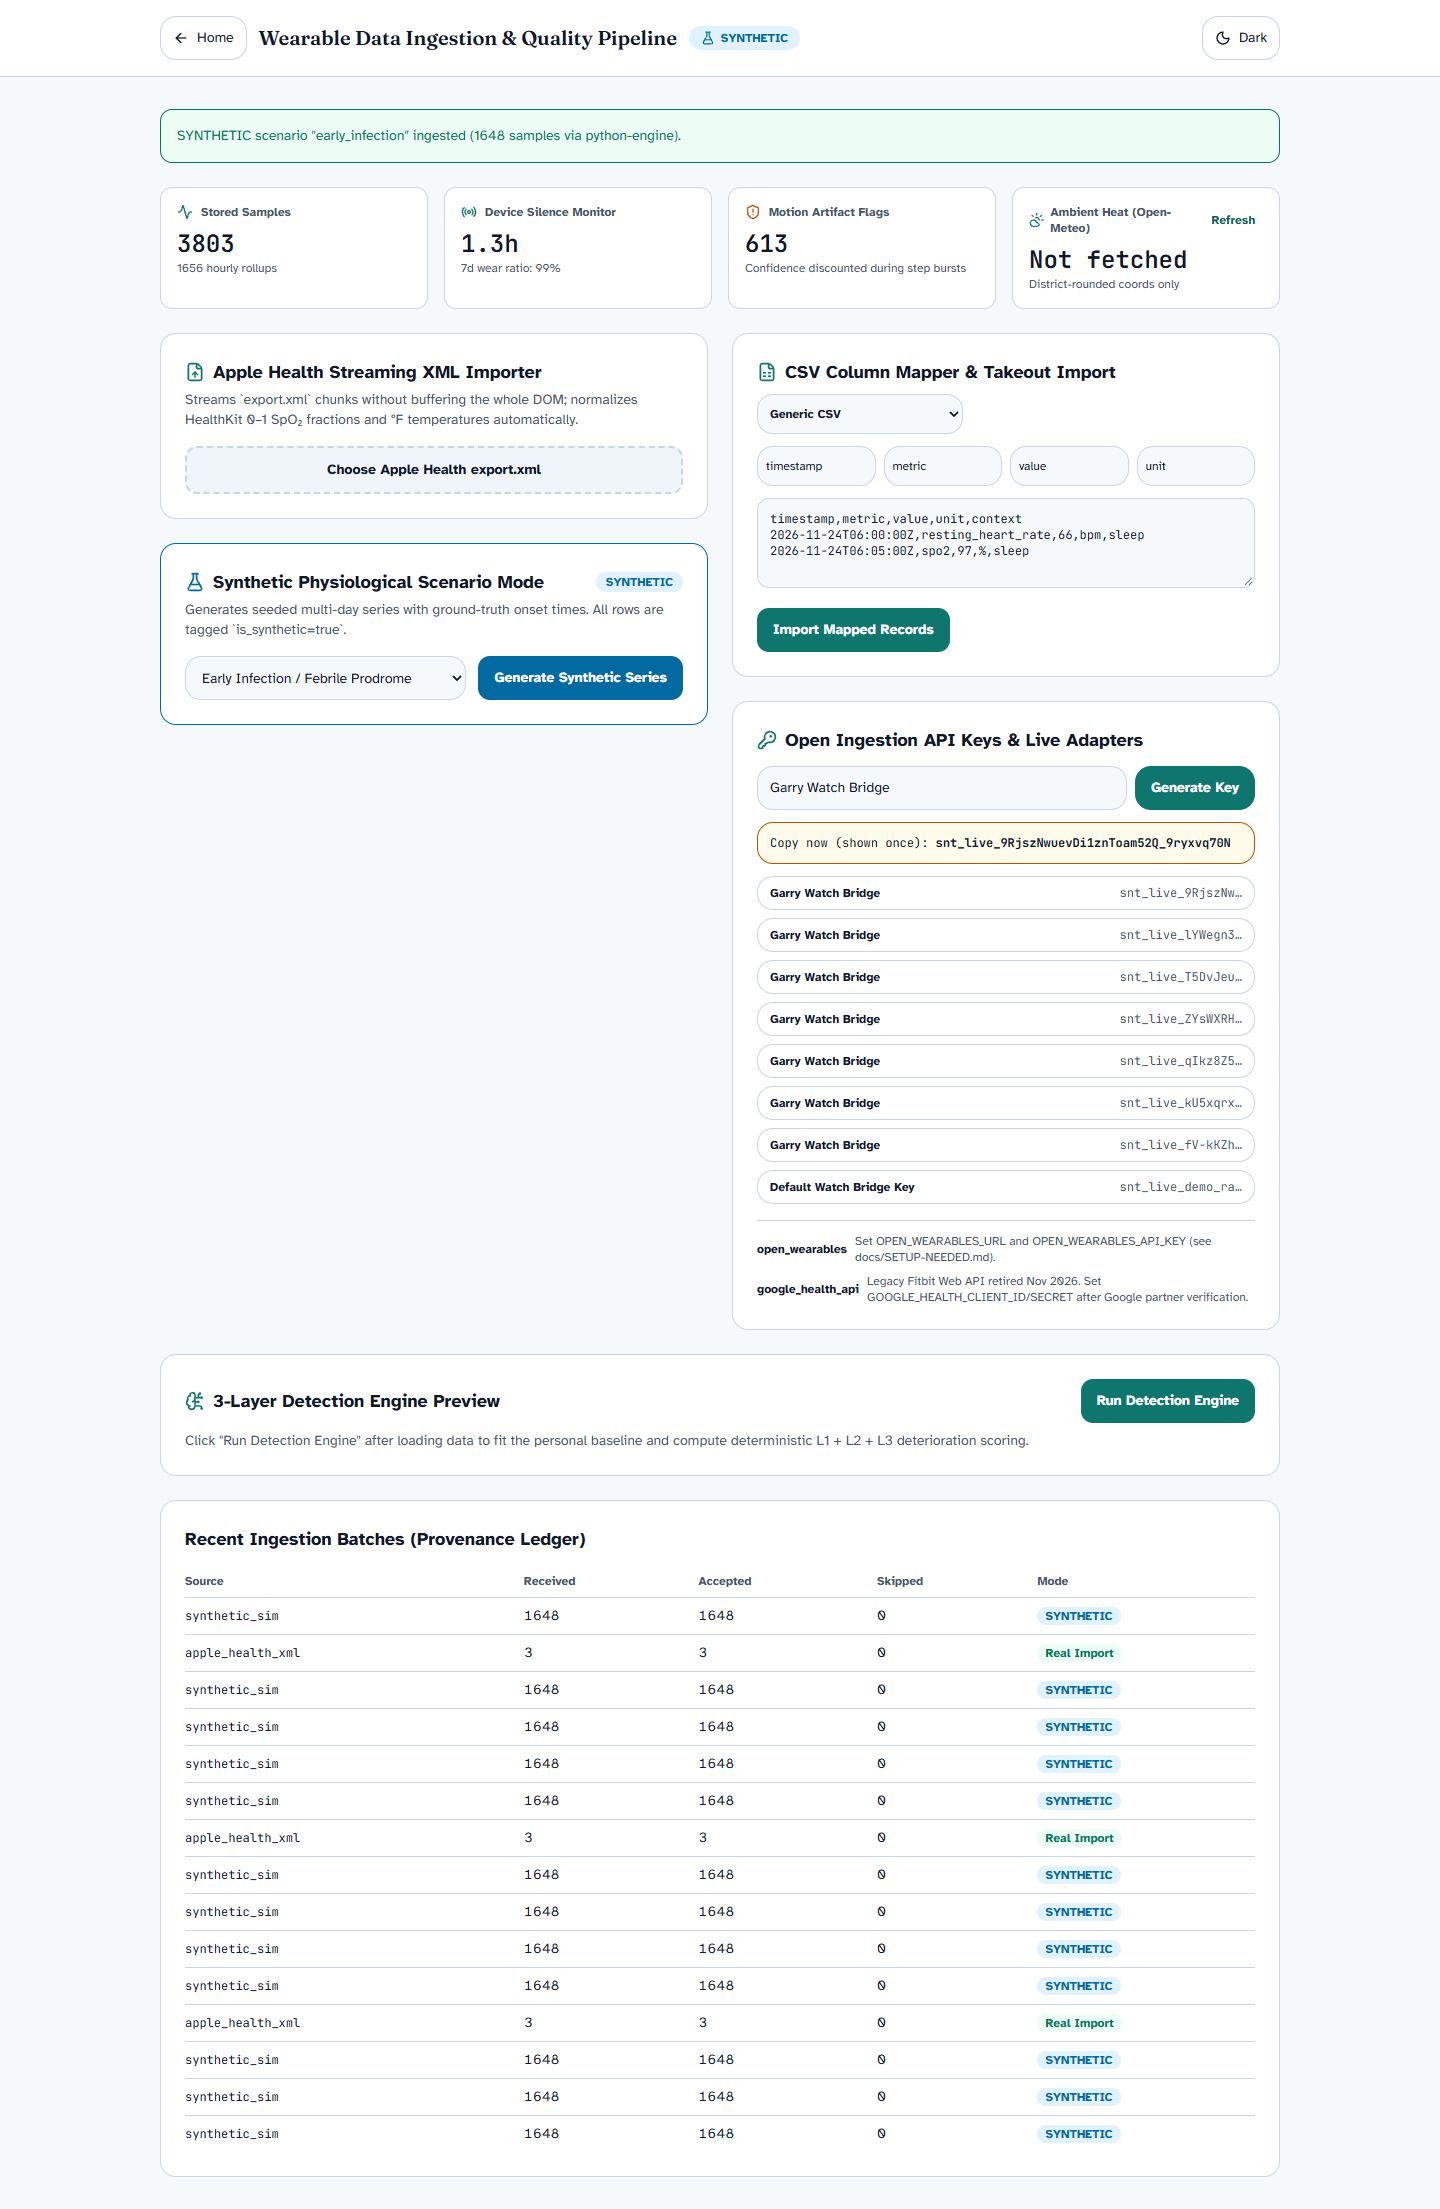 Home
Wearable Data Ingestion & Quality Pipeline
SYNTHETIC
Dark
SYNTHETIC scenario "early_infection" ingested (1648 samples via python-engine).
Stored Samples
3803
1656 hourly rollups
Device Silence Monitor
1.3h
7d wear ratio: 99%
Motion Artifact Flags
613
Confidence discounted during step bursts
Ambient Heat (Open-
Meteo)
Refresh
Not fetched
District-rounded coords only
Apple Health Streaming XML Importer
Streams `export.xml` chunks without buffering the whole DOM; normalizes
HealthKit 0–1 SpO₂ fractions and °F temperatures automatically.
Choose Apple Health export.xml
Synthetic Physiological Scenario Mode
SYNTHETIC
Generates seeded multi-day series with ground-truth onset times. All rows are
tagged `is_synthetic=true`.
Early Infection / Febrile Prodrome
Generate Synthetic Series
CSV Column Mapper & Takeout Import
Generic CSV
timestamp metric value unit
timestamp,metric,value,unit,context
2026-11-24T06:00:00Z,resting_heart_rate,66,bpm,sleep
2026-11-24T06:05:00Z,spo2,97,%,sleep
Import Mapped Records
Open Ingestion API Keys & Live Adapters
Garry Watch Bridge
Generate Key
Copy now (shown once): snt_live_9RjszNwuevDi1znToam52Q_9ryxvq70N
Garry Watch Bridge snt_live_9RjszNw…
Garry Watch Bridge snt_live_lYWegn3…
Garry Watch Bridge snt_live_T5DvJeu…
Garry Watch Bridge snt_live_ZYsWXRH…
Garry Watch Bridge snt_live_qIkz8Z5…
Garry Watch Bridge snt_live_kU5xqrx…
Garry Watch Bridge snt_live_fV-kKZh…
Default Watch Bridge Key snt_live_demo_ra…
open_wearables
Set OPEN_WEARABLES_URL and OPEN_WEARABLES_API_KEY (see
docs/SETUP-NEEDED.md).
google_health_api
Legacy Fitbit Web API retired Nov 2026. Set
GOOGLE_HEALTH_CLIENT_ID/SECRET after Google partner verification.
3-Layer Detection Engine Preview
Run Detection Engine
Click "Run Detection Engine" after loading data to fit the personal baseline and compute deterministic L1 + L2 + L3 deterioration scoring.
Recent Ingestion Batches (Provenance Ledger)
Source Received Accepted Skipped Mode
synthetic_sim 1648 1648 0 SYNTHETIC
apple_health_xml 3 3 0 Real Import
synthetic_sim 1648 1648 0 SYNTHETIC
synthetic_sim 1648 1648 0 SYNTHETIC
synthetic_sim 1648 1648 0 SYNTHETIC
synthetic_sim 1648 1648 0 SYNTHETIC
apple_health_xml 3 3 0 Real Import
synthetic_sim 1648 1648 0 SYNTHETIC
synthetic_sim 1648 1648 0 SYNTHETIC
synthetic_sim 1648 1648 0 SYNTHETIC
synthetic_sim 1648 1648 0 SYNTHETIC
apple_health_xml 3 3 0 Real Import
synthetic_sim 1648 1648 0 SYNTHETIC
synthetic_sim 1648 1648 0 SYNTHETIC
synthetic_sim 1648 1648 0 SYNTHETIC